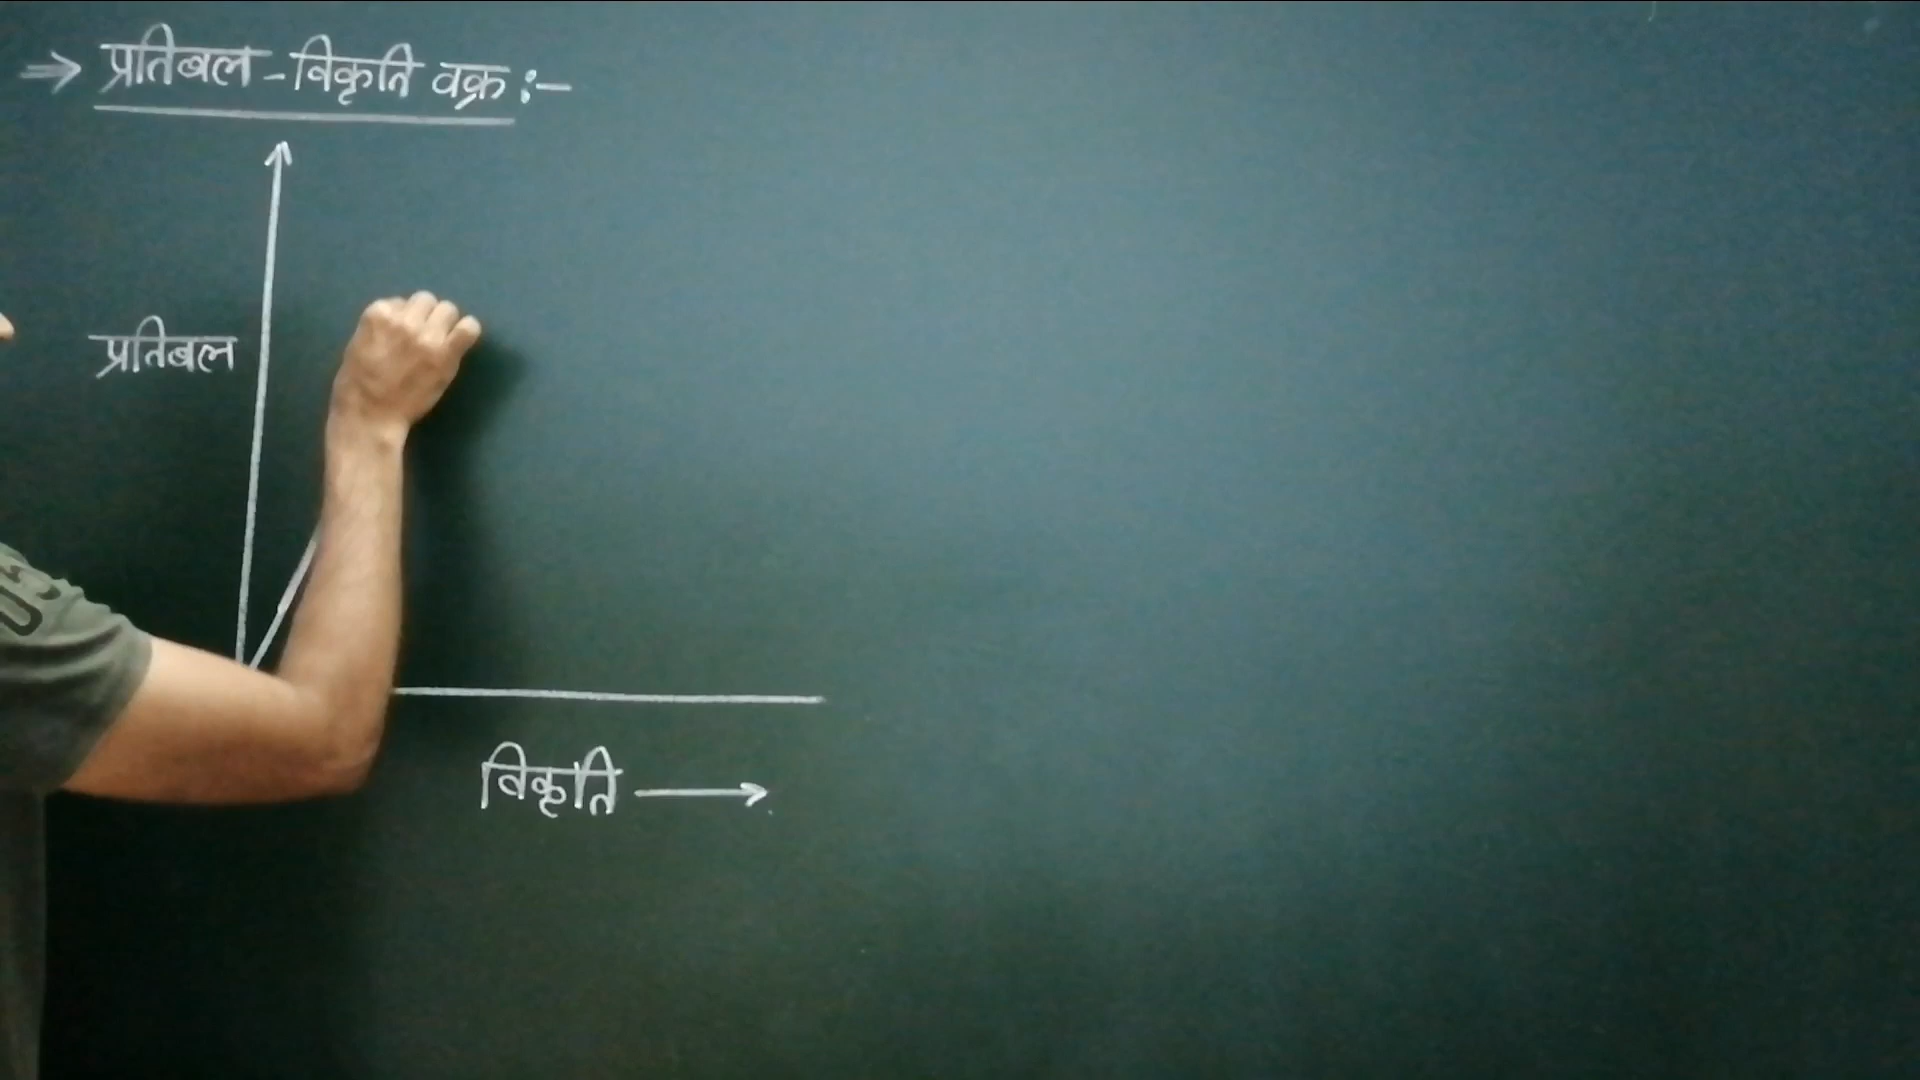 ⇒ प्रतिबल - विकृति वक्र :-
प्रतिबल
विकृति →